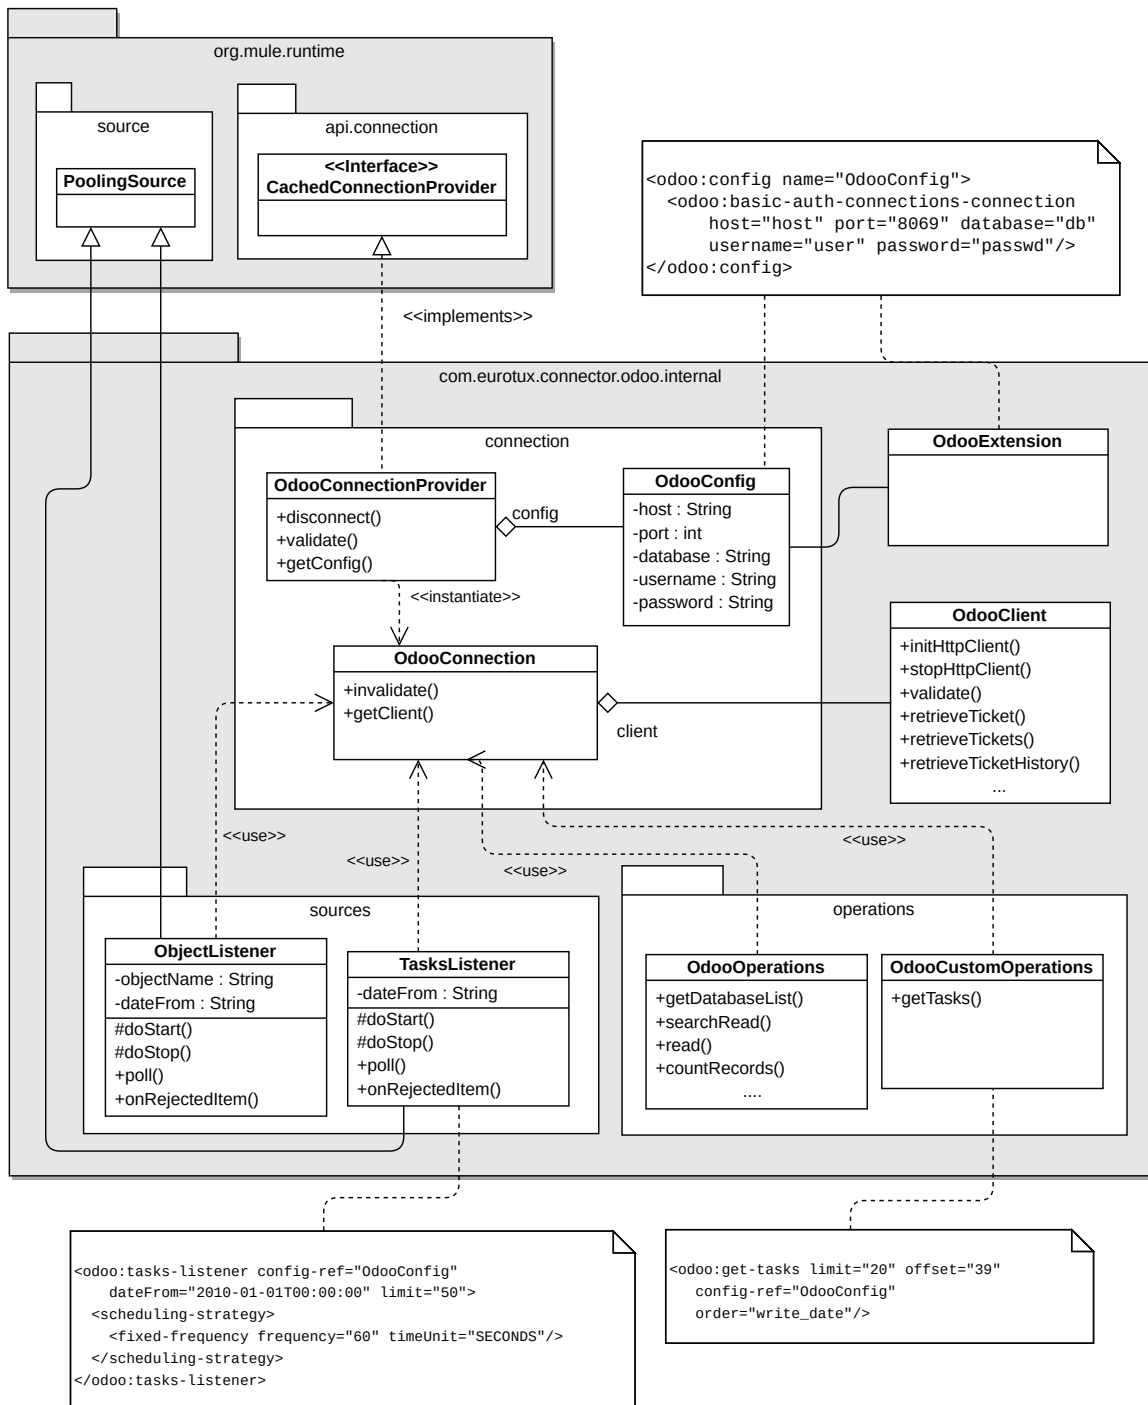 org.mule.runtime
source
PoolingSource
api.connection
<<Interface>>
CachedConnectionProvider
<odoo:config name="OdooConfig">
<odoo:basic-auth-connections-connection
host="host" port="8069" database="db"
username="user" password="passwd"/>
</odoo:config>
<<implements>>
com.eurotux.connector.odoo.internal
connection
OdooConnectionProvider
+disconnect()
+validate()
+getConfig()
config
OdooConfig
-host : String
-port : int
-database : String
-username : String
-password : String
OdooExtension
<<instantiate>>
OdooConnection
+invalidate()
+getClient()
client
OdooClient
+initHttpClient()
+stopHttpClient()
+validate()
+retrieveTicket()
+retrieveTickets()
+retrieveTicketHistory()
...
<<use>>
<<use>>
<<use>>
<<use>>
sources
ObjectListener
-objectName : String
-dateFrom : String
#doStart()
#doStop()
+poll()
+onRejectedItem()
TasksListener
-dateFrom : String
#doStart()
#doStop()
+poll()
+onRejectedItem()
operations
OdooOperations
+getDatabaseList()
+searchRead()
+read()
+countRecords()
....
OdooCustomOperations
+getTasks()
<odoo:tasks-listener config-ref="OdooConfig"
dateFrom="2010-01-01T00:00:00" limit="50">
<scheduling-strategy>
<fixed-frequency frequency="60" timeUnit="SECONDS"/>
</scheduling-strategy>
</odoo:tasks-listener>
<odoo:get-tasks limit="20" offset="39"
config-ref="OdooConfig"
order="write_date"/>